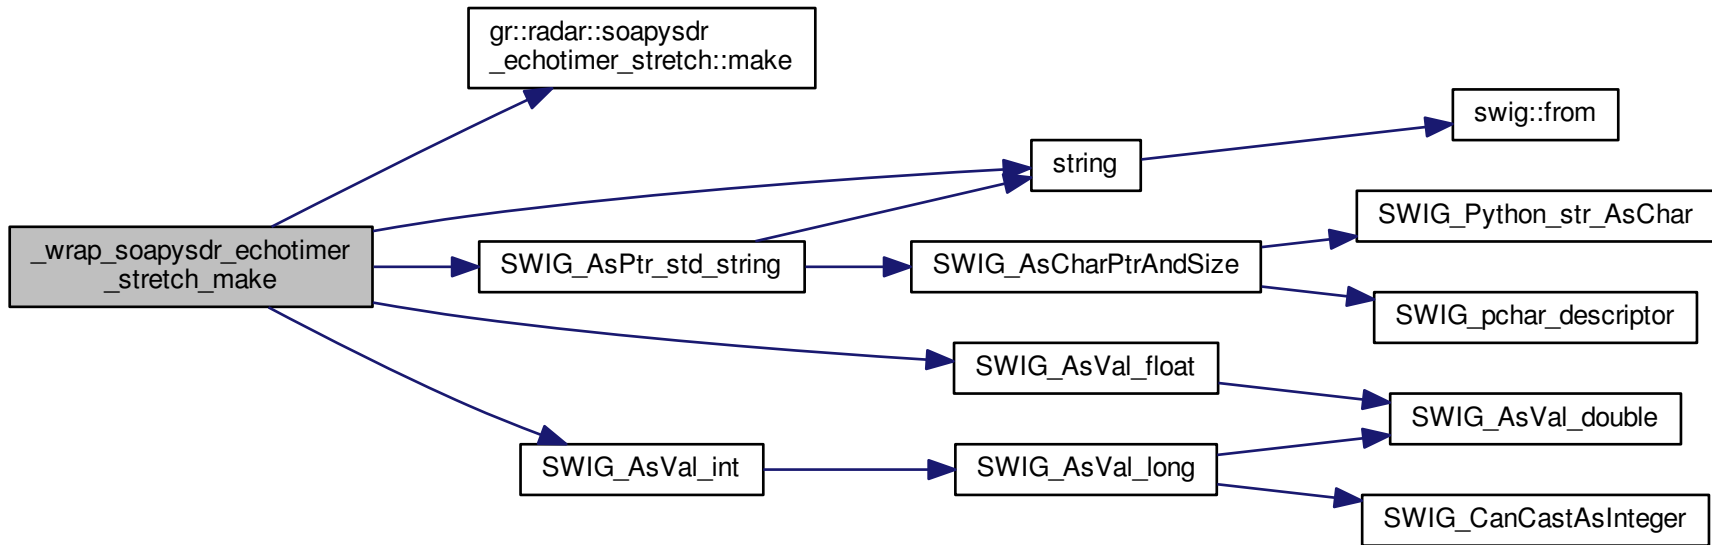 gr::radar::soapysdr
_echotimer_stretch::make
swig::from
string
SWIG_Python_str_AsChar
_wrap_soapysdr_echotimer
_stretch_make
SWIG_AsPtr_std_string
SWIG_AsCharPtrAndSize
SWIG_pchar_descriptor
SWIG_AsVal_float
SWIG_AsVal_double
SWIG_AsVal_int
SWIG_AsVal_long
SWIG_CanCastAsInteger